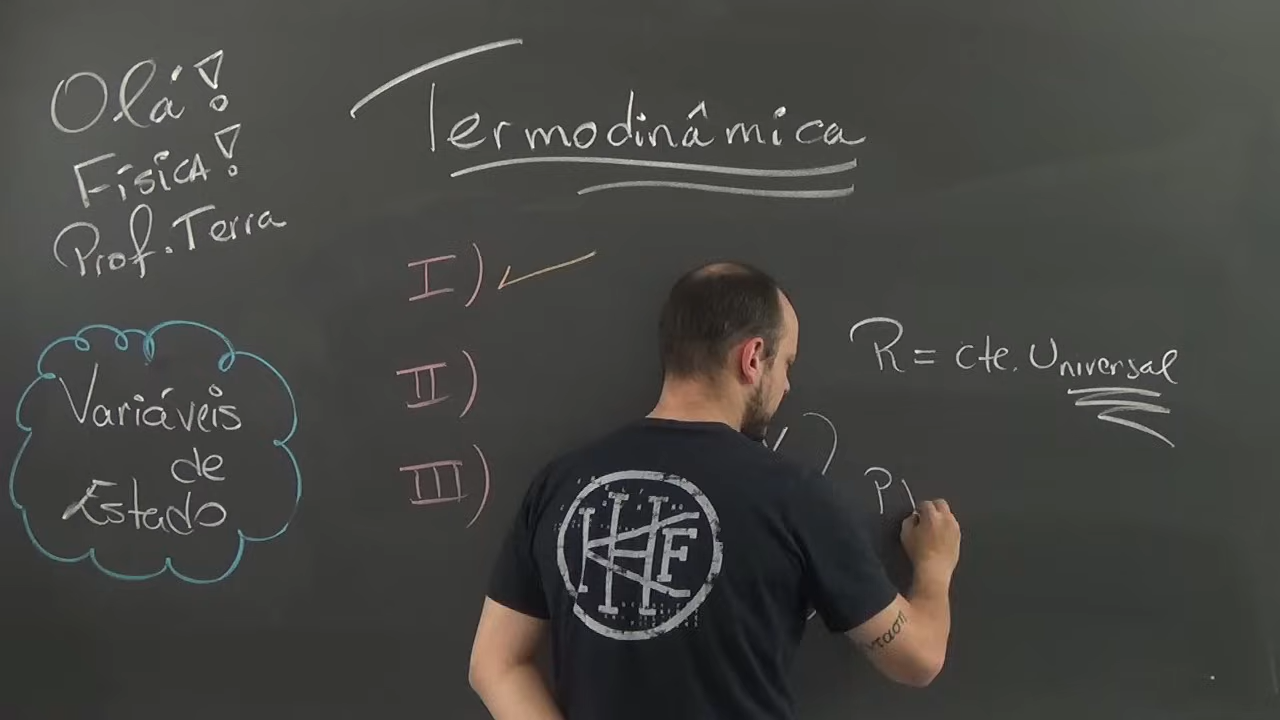 Olá!
Física!
Prof. Terra
Termodinâmica
Variáveis
de
Estado
I)
II)
III)
R = cte. Universal
P